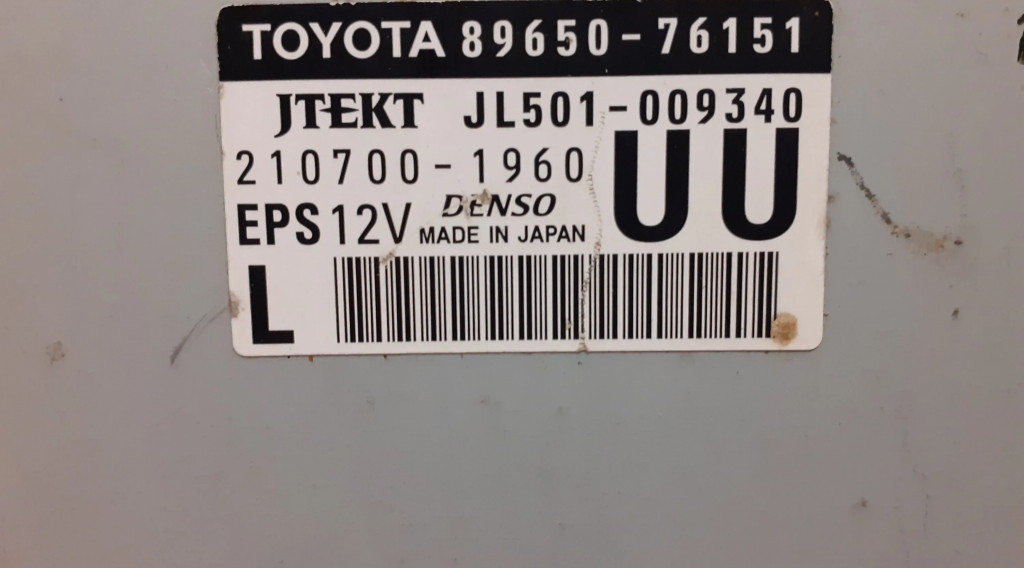 TOYOTA 89650-76151
JTEKT JL501-009340
210700-1960 UU
DENSO
EPS 12V MADE IN JAPAN
L